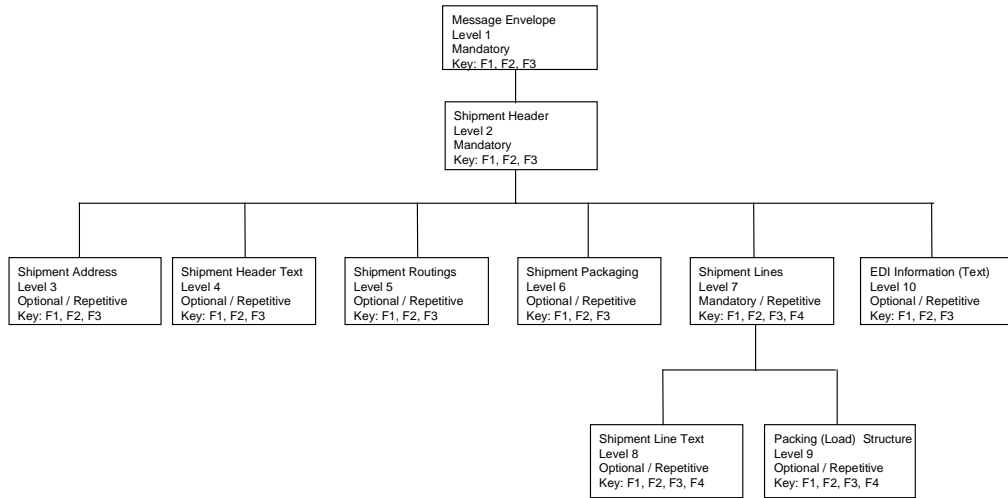 Message Envelope
Level 1
Mandatory
Key: F1, F2, F3
Shipment Header
Level 2
Mandatory
Key: F1, F2, F3
Shipment Address
Level 3
Optional / Repetitive
Key: F1, F2, F3
Shipment Header Text
Level 4
Optional / Repetitive
Key: F1, F2, F3
Shipment Routings
Level 5
Optional / Repetitive
Key: F1, F2, F3
Shipment Packaging
Level 6
Optional / Repetitive
Key: F1, F2, F3
Shipment Lines
Level 7
Mandatory / Repetitive
Key: F1, F2, F3, F4
EDI Information (Text)
Level 10
Optional / Repetitive
Key: F1, F2, F3
Shipment Line Text
Level 8
Optional / Repetitive
Key: F1, F2, F3, F4
Packing (Load) Structure
Level 9
Optional / Repetitive
Key: F1, F2, F3, F4